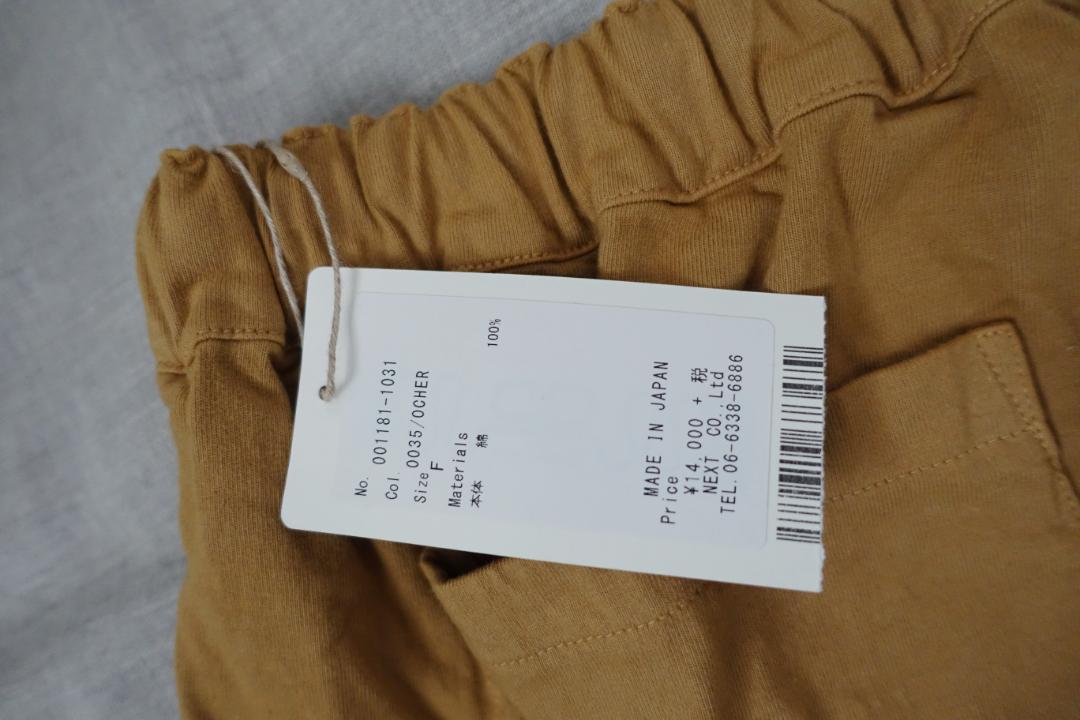 No. 001181-1031
Col. 0035/OCHER
Size F
Materials
本体 綿 100%
MADE IN JAPAN
Price
¥14,000 + 税
NEXT CO.,Ltd
TEL.06-6338-6886